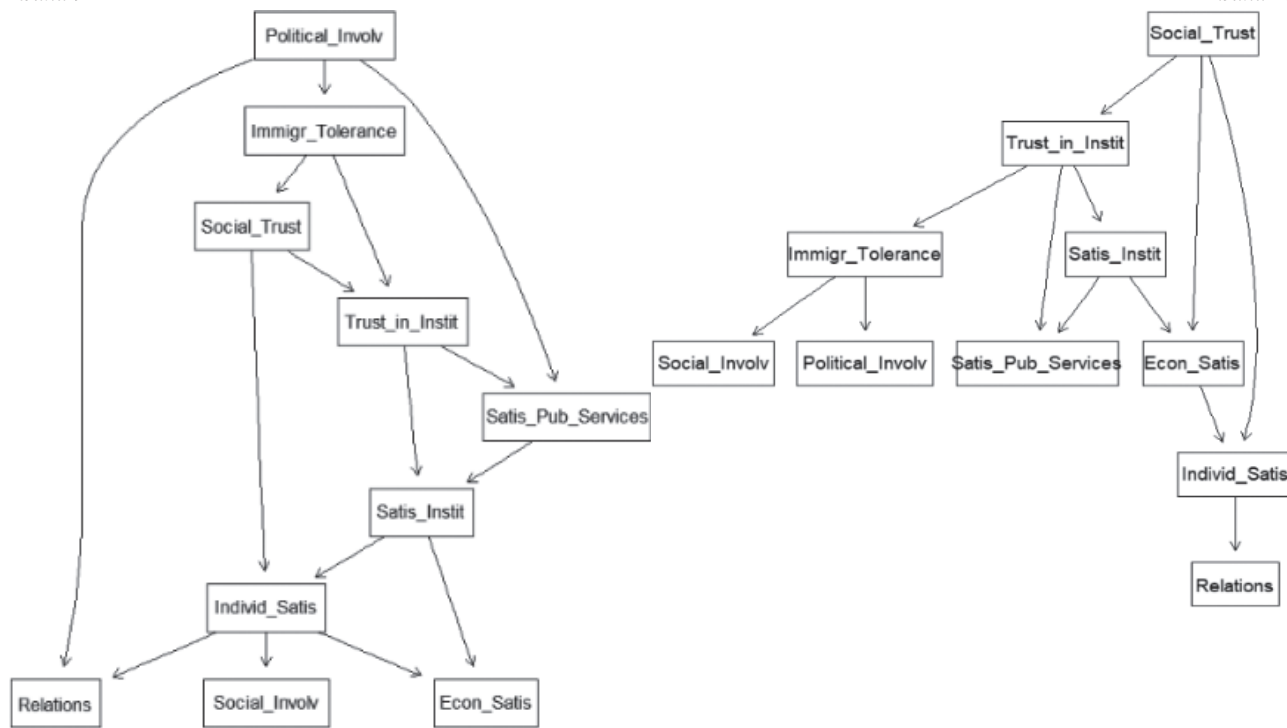 Political_Involv
Immigr_Tolerance
Social_Trust
Trust_in_Instit
Satis_Pub_Services
Satis_Instit
Individ_Satis
Relations
Social_Involv
Econ_Satis
Social_Trust
Trust_in_Instit
Immigr_Tolerance
Satis_Instit
Social_Involv
Political_Involv
Satis_Pub_Services
Econ_Satis
Individ_Satis
Relations